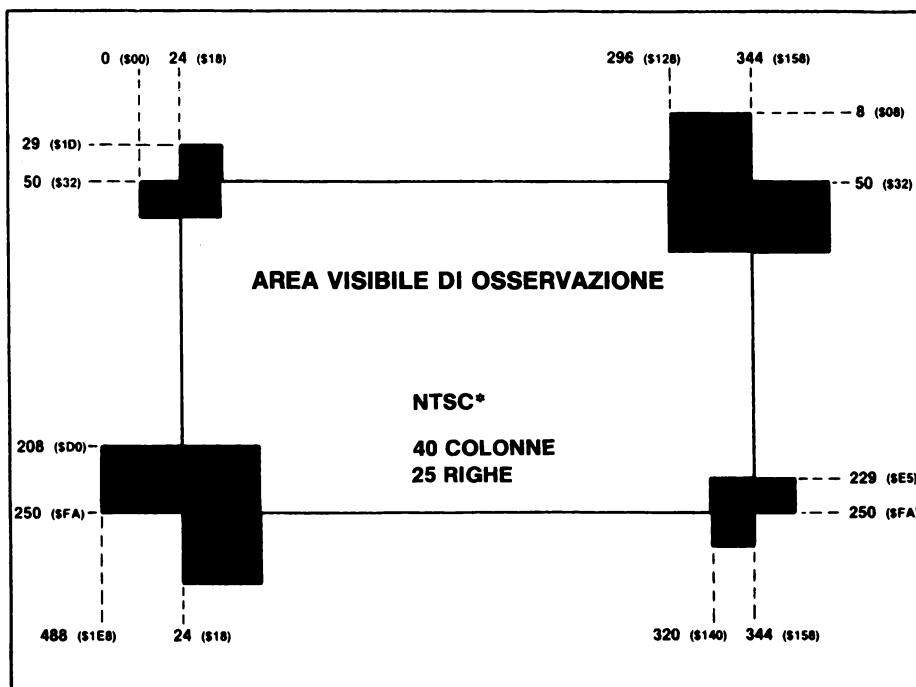 0 ($00) 24 ($18) 296 ($128) 344 ($158)
8 ($08)
29 ($1D)
50 ($32) 50 ($32)
AREA VISIBILE DI OSSERVAZIONE
NTSC*
40 COLONNE
208 ($D0)
25 RIGHE
229 ($E5)
250 ($FA) 250 ($FA)
488 ($1E8) 24 ($18) 320 ($140) 344 ($158)